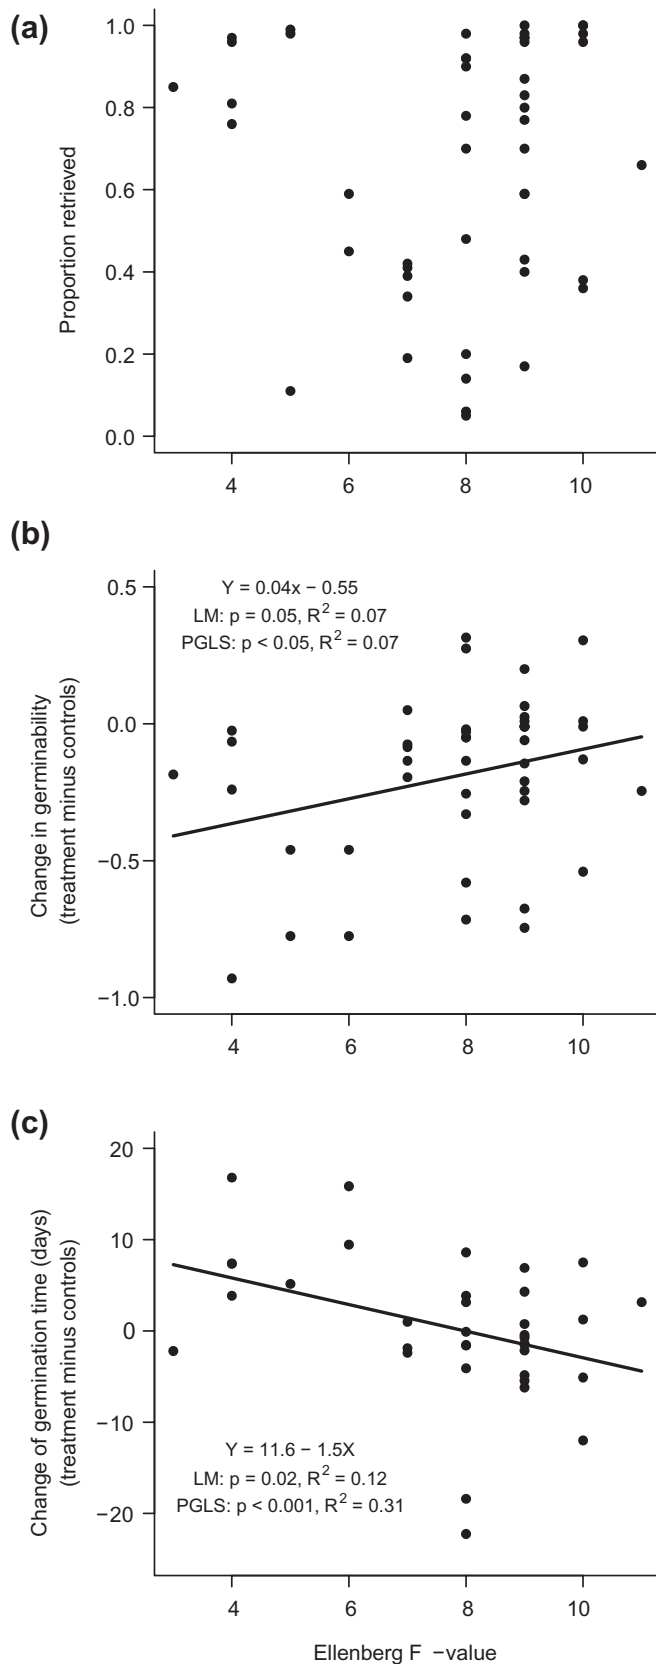 (a)
1.0
0.8
0.6
0.4
0.2
0.0
Proportion retrieved
4 6 8 10
(b)
Y = 0.04x − 0.55
LM: p = 0.05, R² = 0.07
PGLS: p < 0.05, R² = 0.07
0.5
0.0
−0.5
−1.0
Change in germinability
(treatment minus controls)
4 6 8 10
(c)
20
10
0
−10
−20
Change of germination time (days)
(treatment minus controls)
Y = 11.6 − 1.5X
LM: p = 0.02, R² = 0.12
PGLS: p < 0.001, R² = 0.31
4 6 8 10
Ellenberg F −value